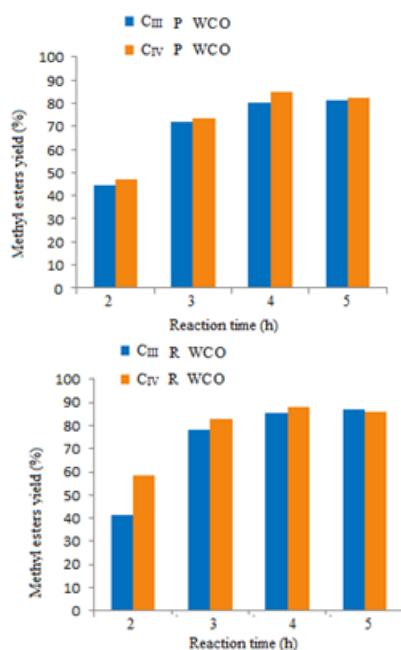 CIII P WCO
CIV P WCO
Methyl esters yield (%)
100
90
80
70
60
50
40
30
20
10
0
2 3 4 5
Reaction time (h)
CIII R WCO
CIV R WCO
Methyl esters yield (%)
100
90
80
70
60
50
40
30
20
10
0
2 3 4 5
Reaction time (h)